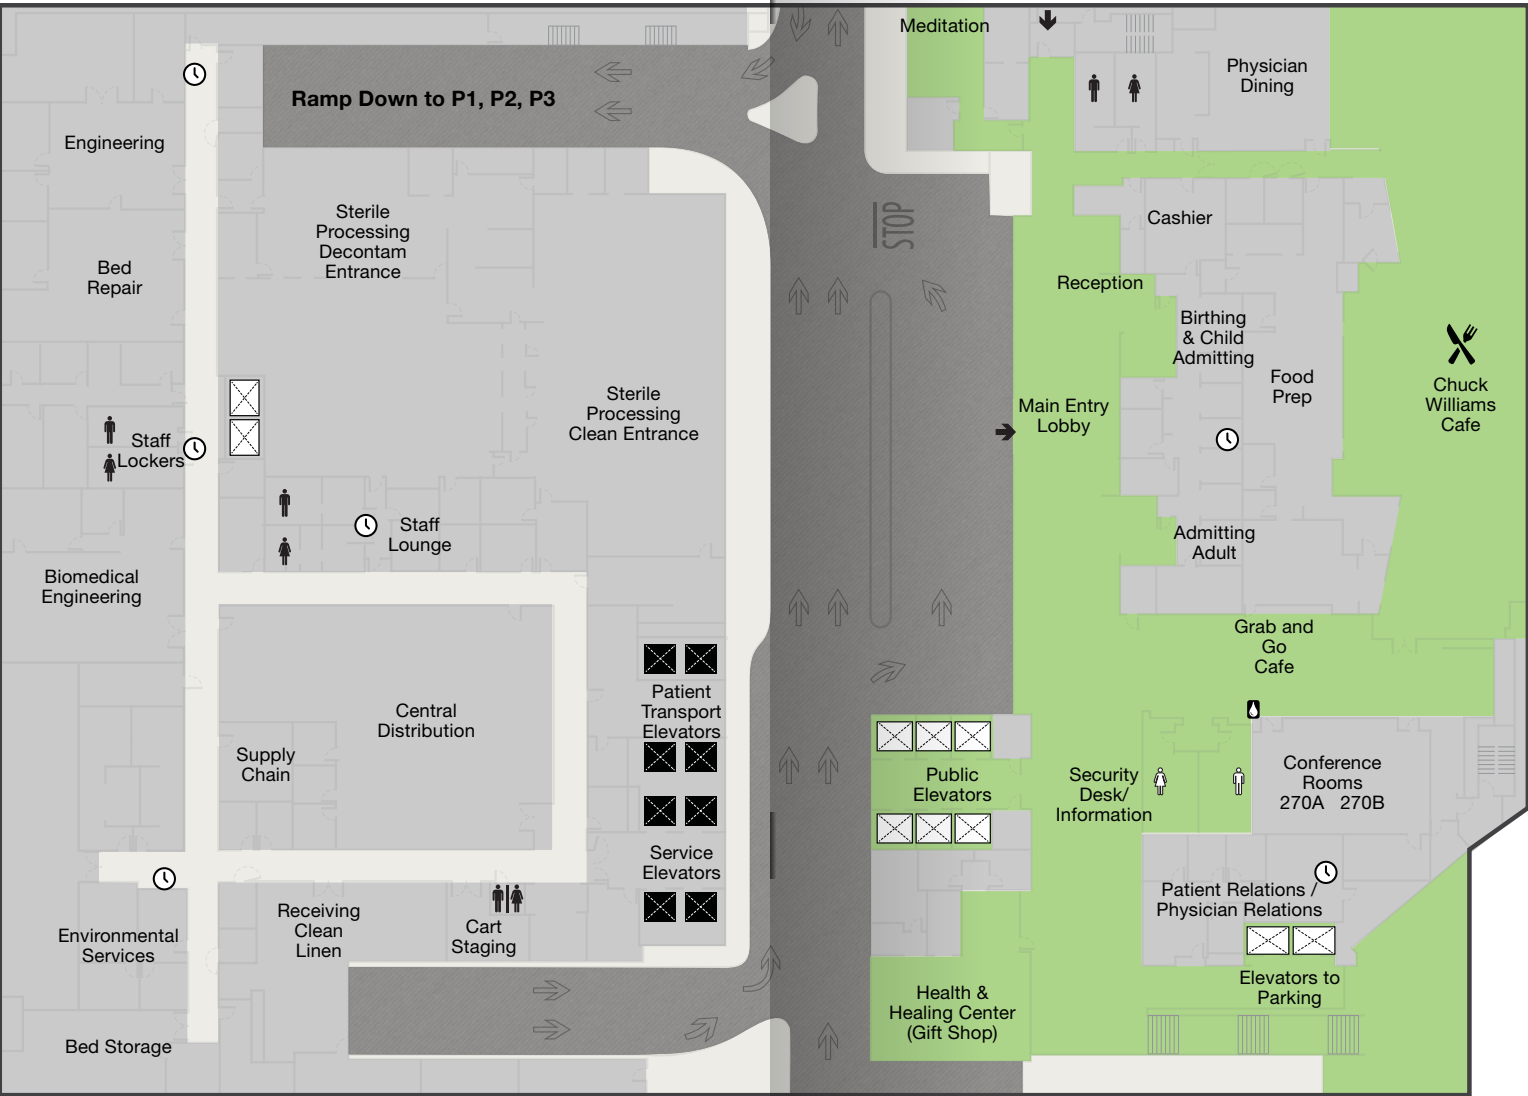 Meditation
Physician
Dining
Ramp Down to P1, P2, P3
Engineering
Sterile
Processing
Decontam
Entrance
STOP
Cashier
Bed
Repair
Reception
Birthing
& Child
Admitting
Food
Prep
Chuck
Williams
Cafe
Sterile
Processing
Clean Entrance
Main Entry
Lobby
Staff
Lockers
Staff
Lounge
Admitting
Adult
Biomedical
Engineering
Grab and
Go
Cafe
Patient
Transport
Elevators
Central
Distribution
Supply
Chain
Public
Elevators
Security
Desk/
Information
Conference
Rooms
270A 270B
Service
Elevators
Patient Relations /
Physician Relations
Receiving
Clean
Linen
Cart
Staging
Environmental
Services
Elevators to
Parking
Health &
Healing Center
(Gift Shop)
Bed Storage